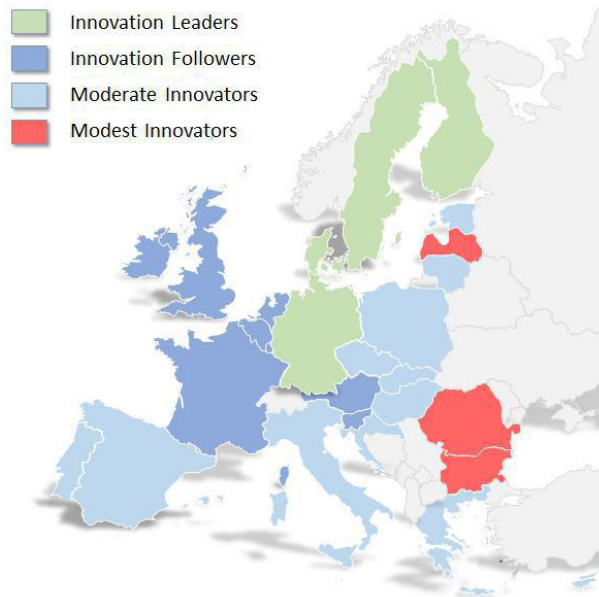 Innovation Leaders
Innovation Followers
Moderate Innovators
Modest Innovators